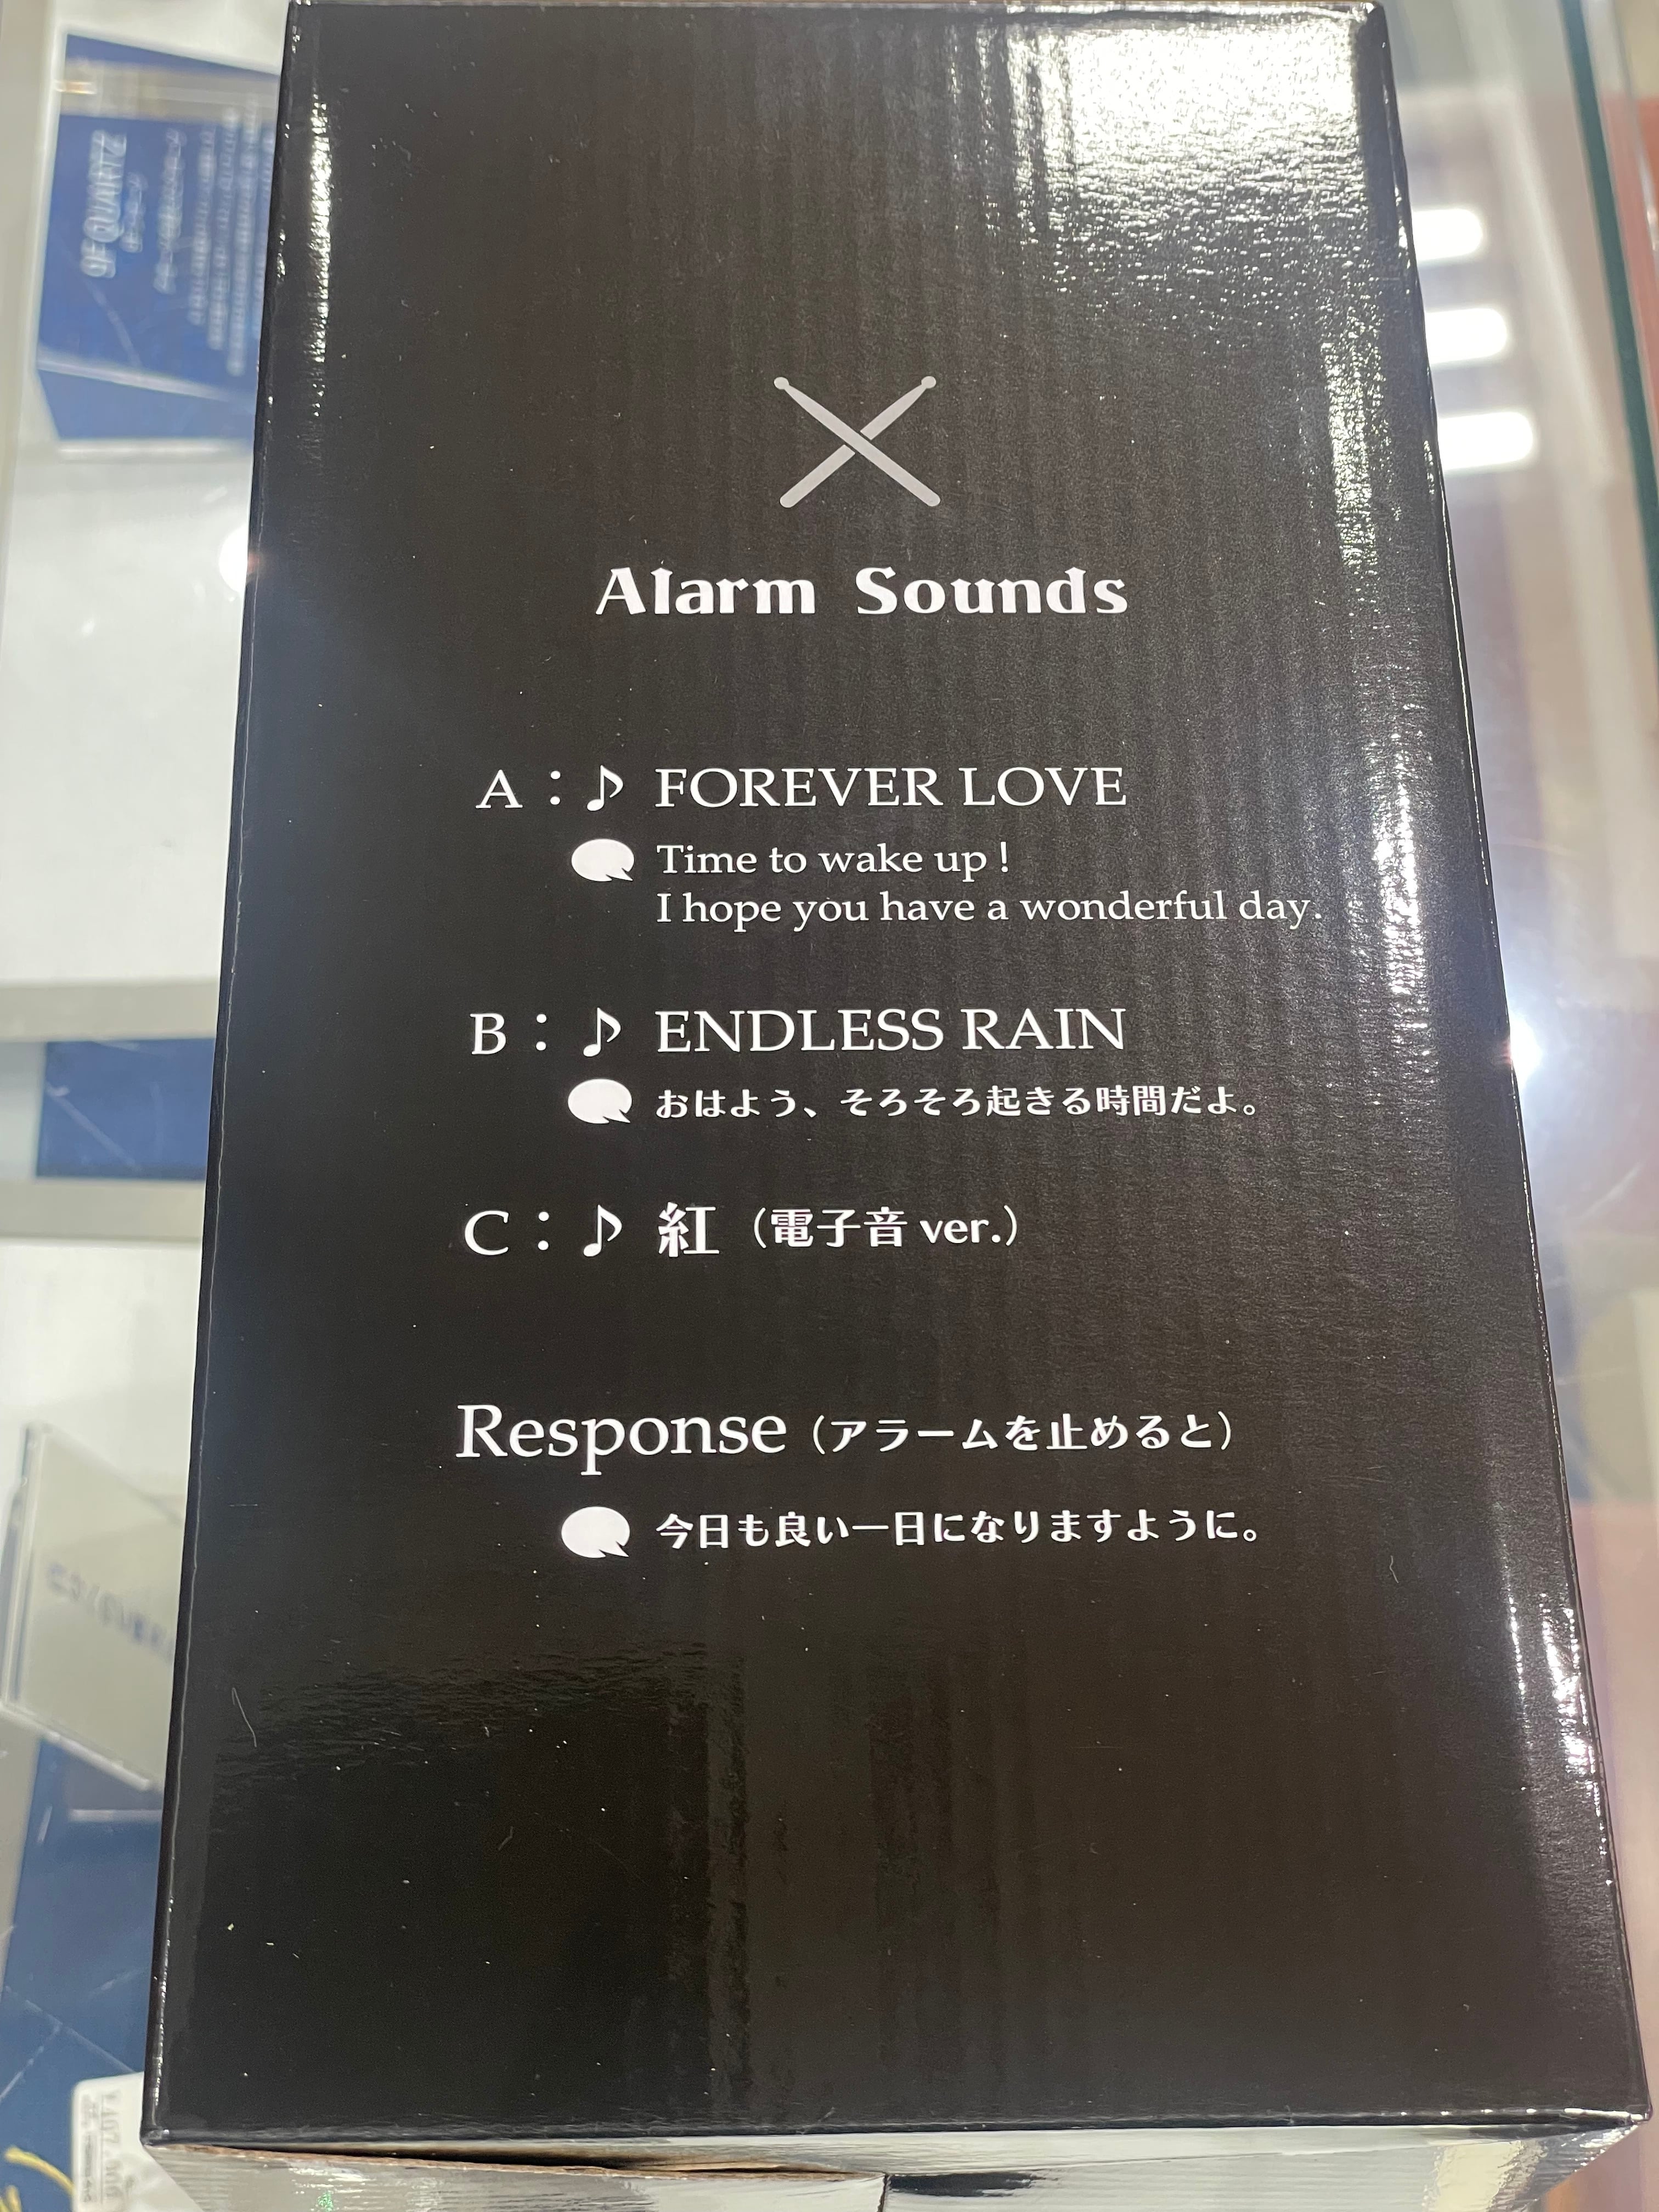 9F QUARTZ
Alarm Sounds
A：♪ FOREVER LOVE
Time to wake up!
I hope you have a wonderful day.
B：♪ ENDLESS RAIN
おはよう、そろそろ起きる時間だよ。
C：♪ 紅（電子音 ver.）
Response（アラームを止めると）
今日も良い一日になりますように。